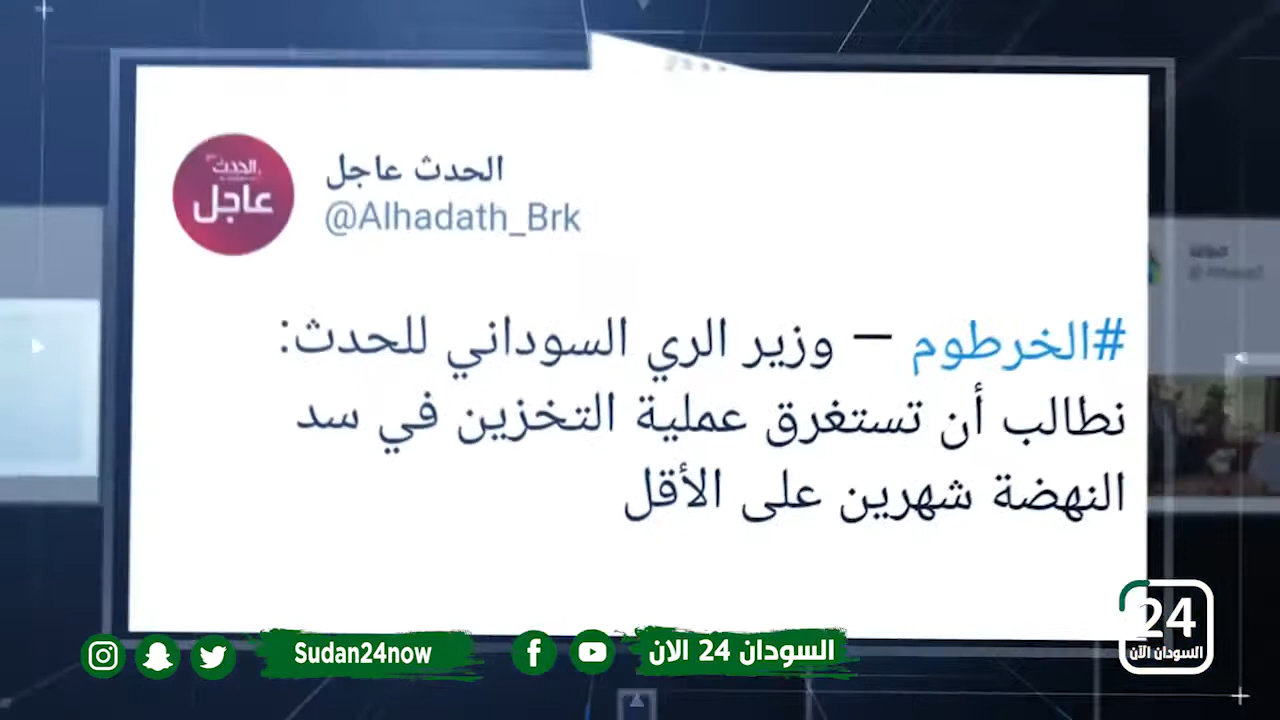 الحدث
عاجل
الحدث عاجل
@Alhadath_Brk
#الخرطوم – وزير الري السوداني للحدث:
نطالب أن تستغرق عملية التخزين في سد
النهضة شهرين على الأقل
24
السودان الآن
Sudan24now
السودان 24 الان